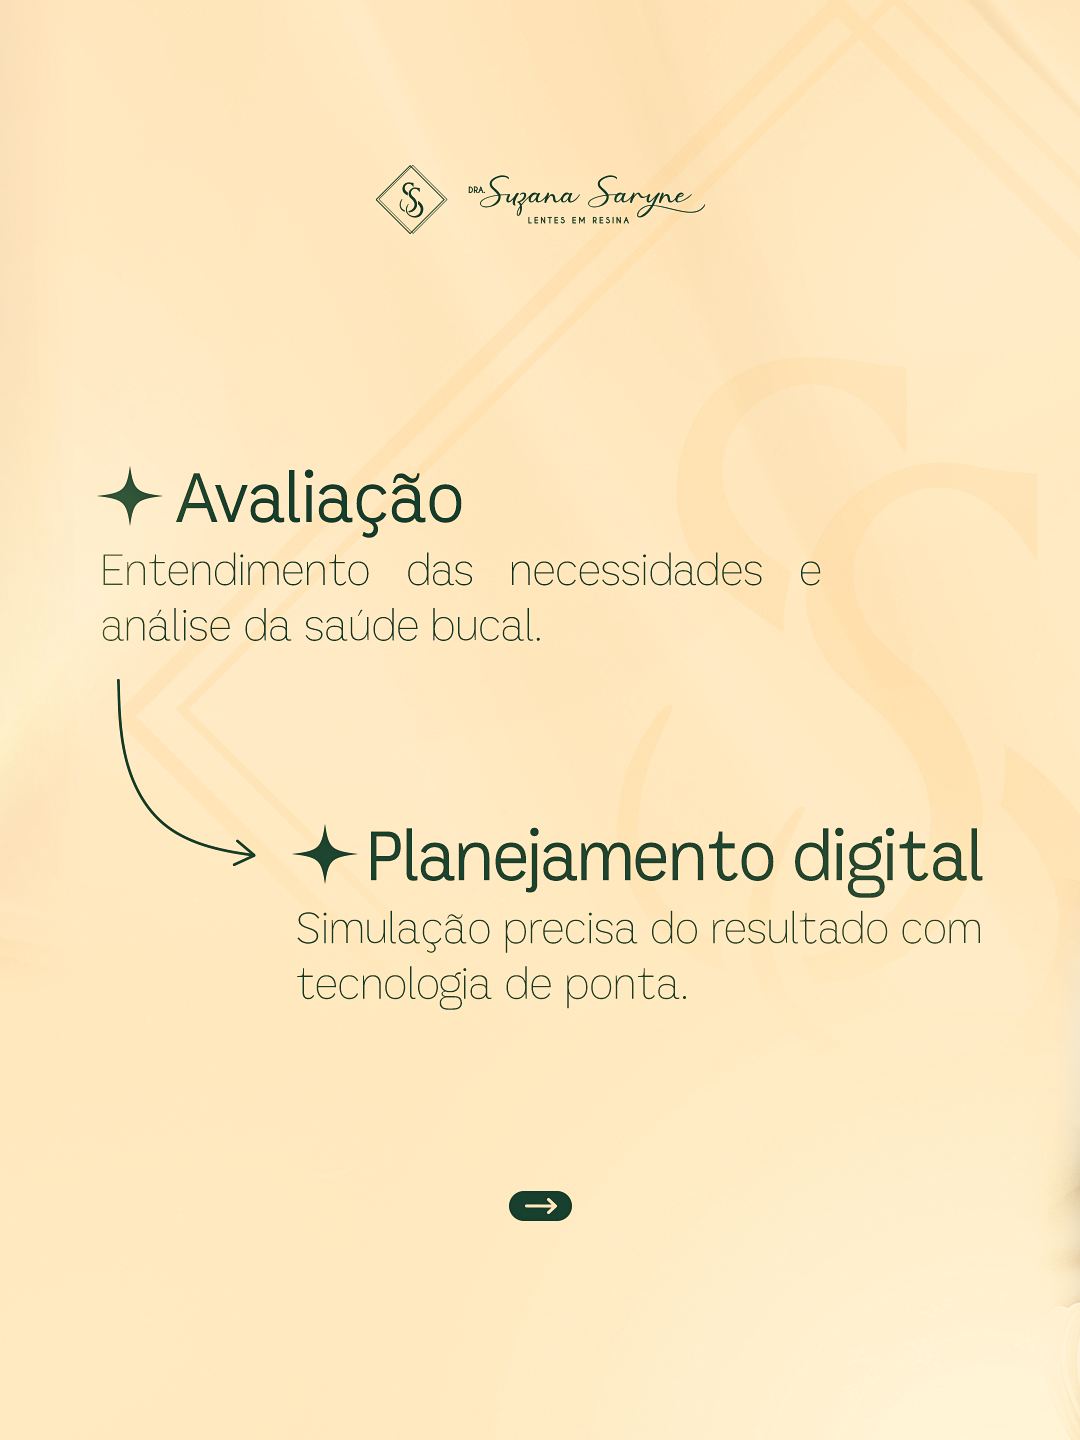 SS
DRA. Suzana Saryne
LENTES EM RESINA
Avaliação
Entendimento das necessidades e
análise da saúde bucal.
Planejamento digital
Simulação precisa do resultado com
tecnologia de ponta.